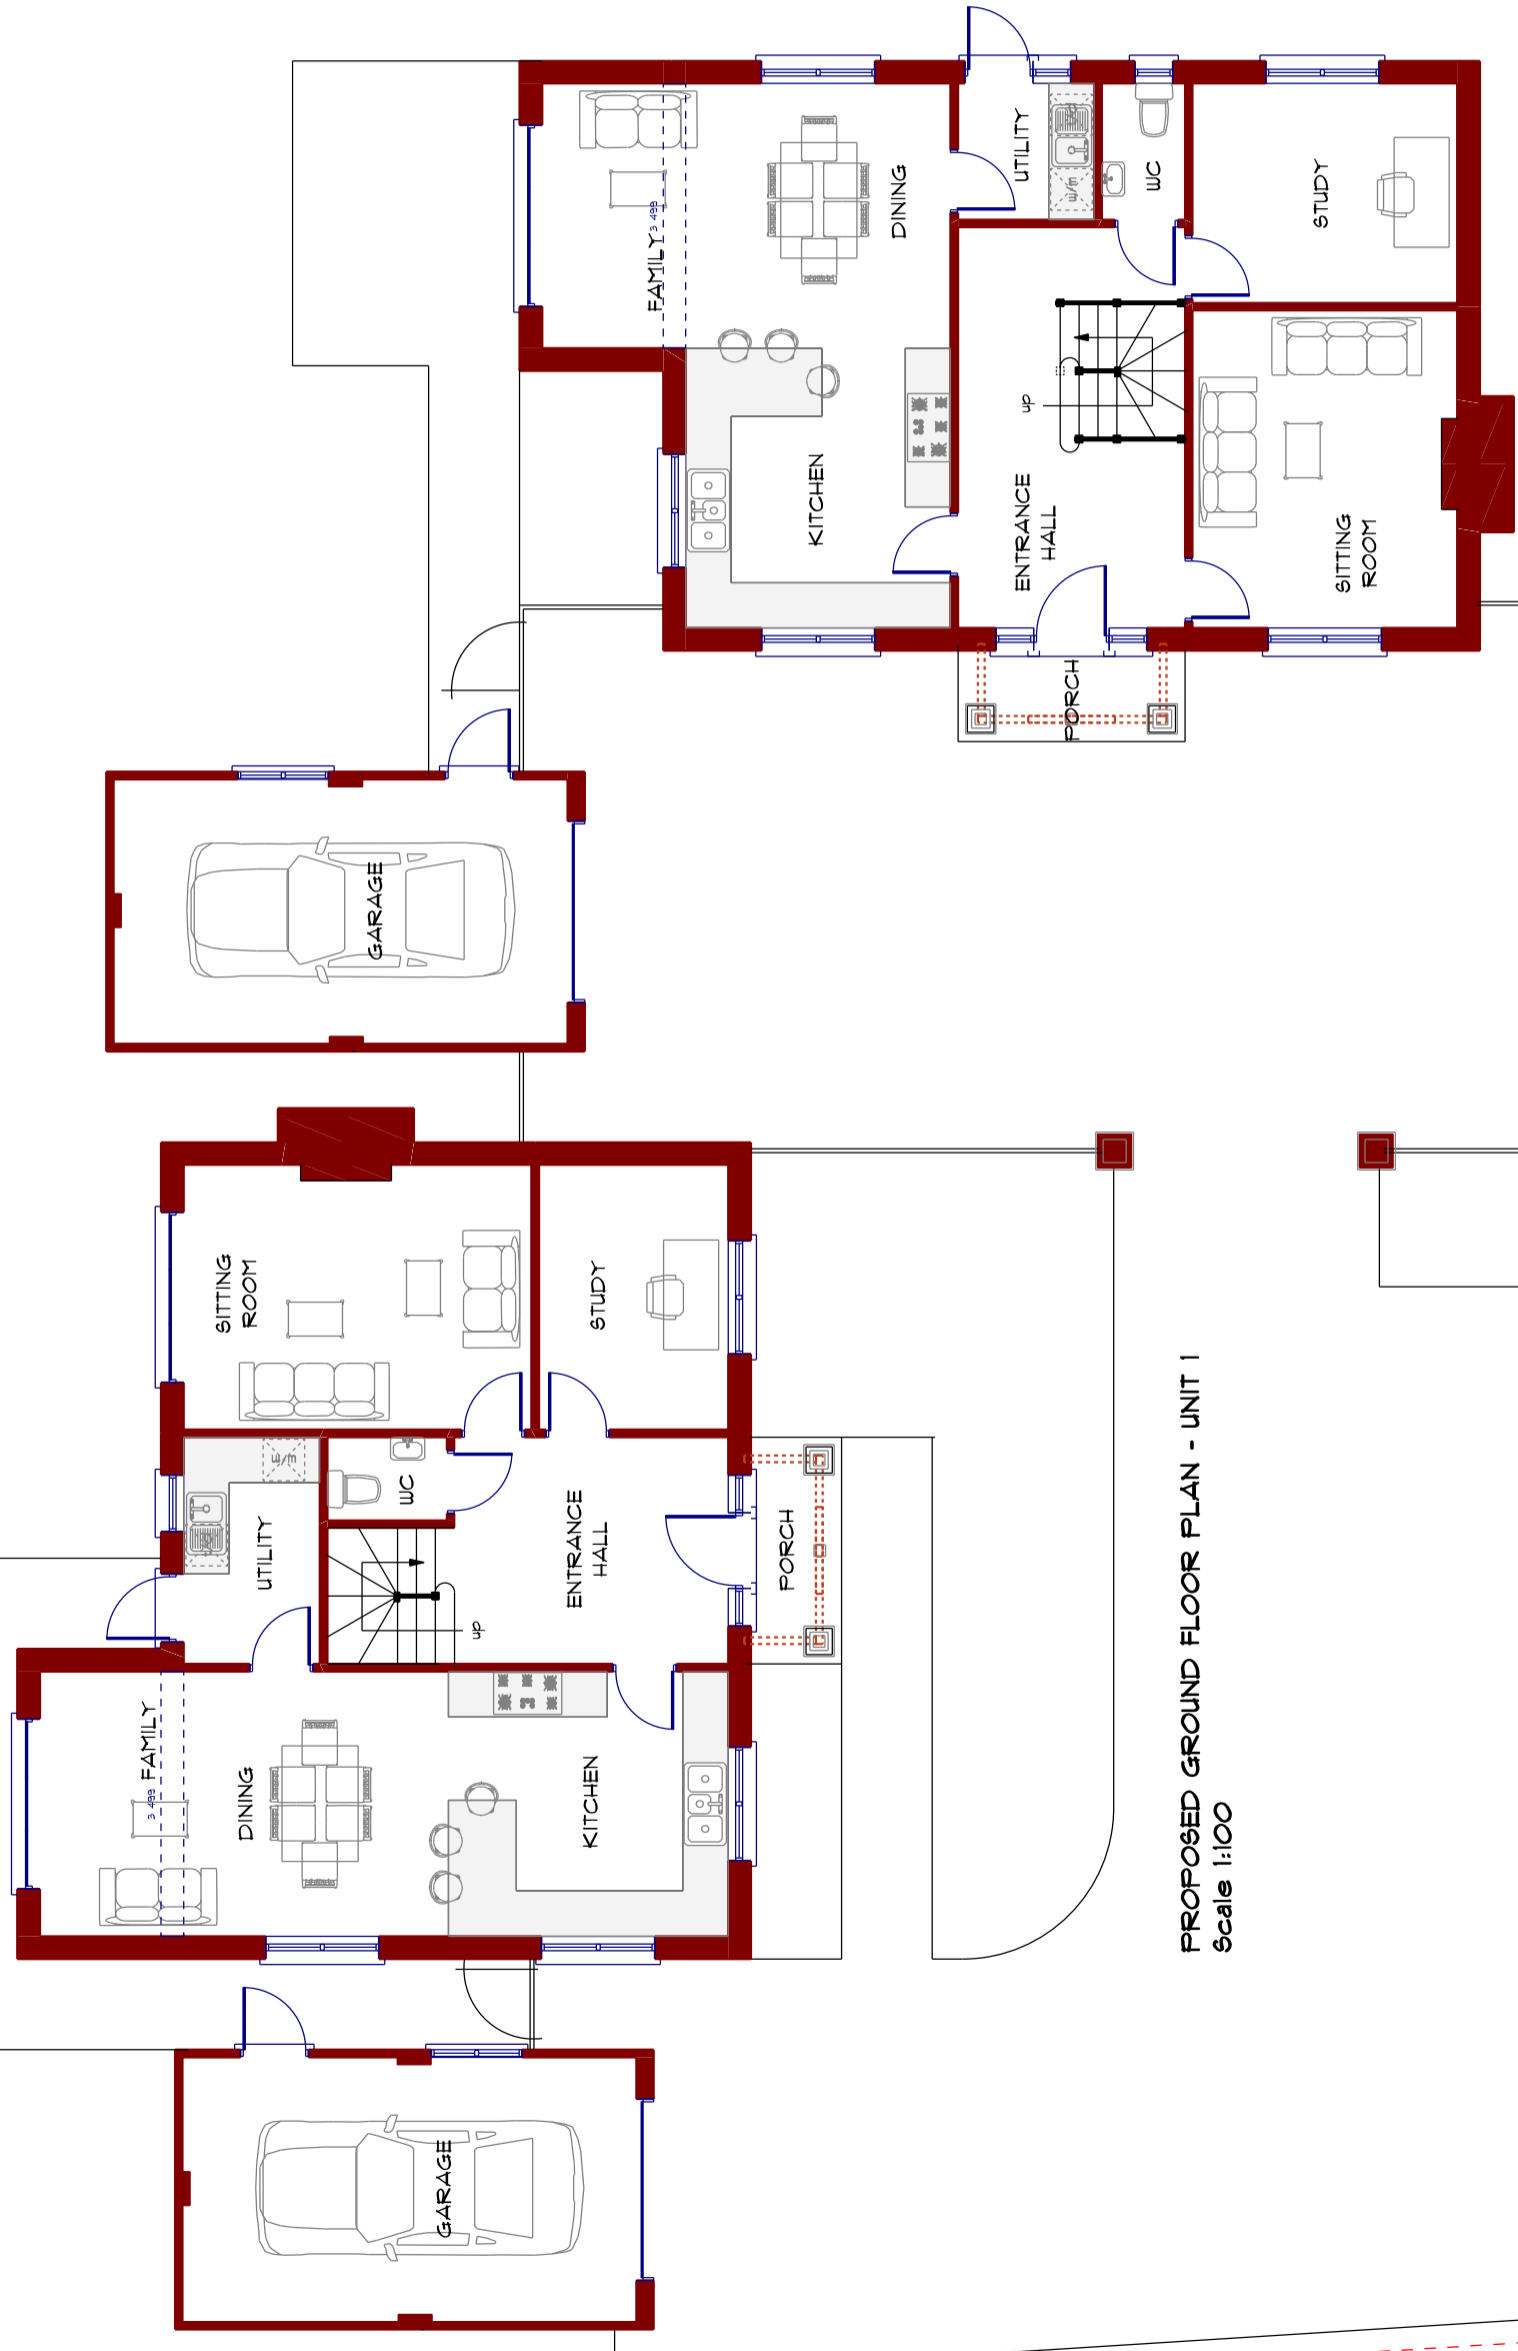 FAMILY
3 499
DINING
UTILITY
w/m
WC
STUDY
KITCHEN
up
ENTRANCE
HALL
SITTING
ROOM
PORCH
GARAGE
SITTING
ROOM
STUDY
w/m
UTILITY
WC
ENTRANCE
HALL
up
PORCH
FAMILY
3 499
DINING
KITCHEN
GARAGE
PROPOSED GROUND FLOOR PLAN - UNIT 1
Scale 1:100